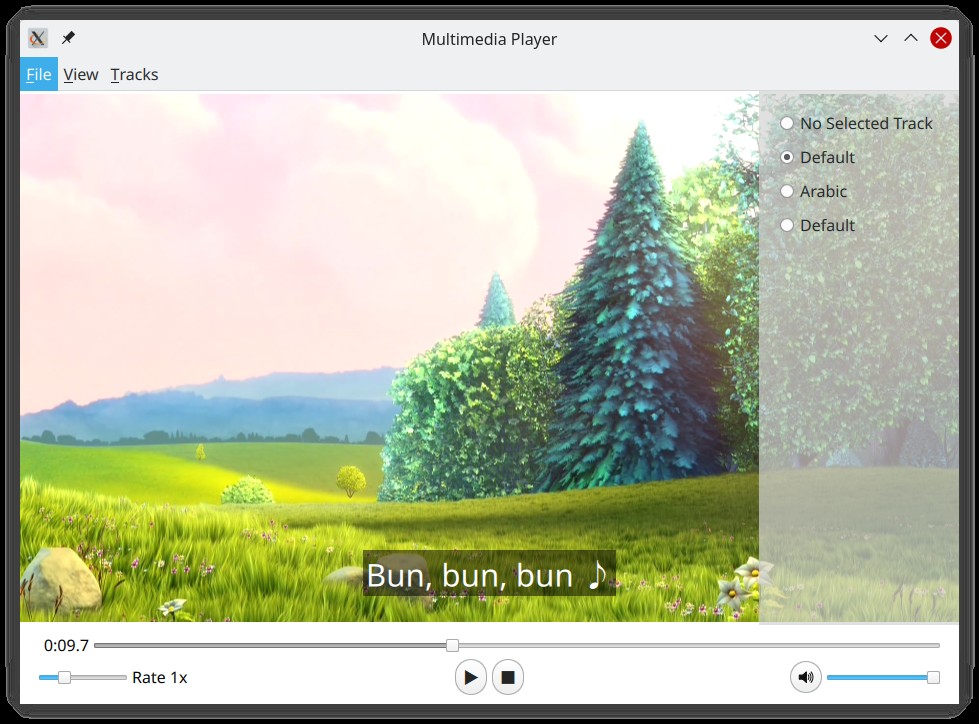 Multimedia Player
File View Tracks
No Selected Track
Default
Arabic
Default
Bun, bun, bun ♪
0:09.7
Rate 1x